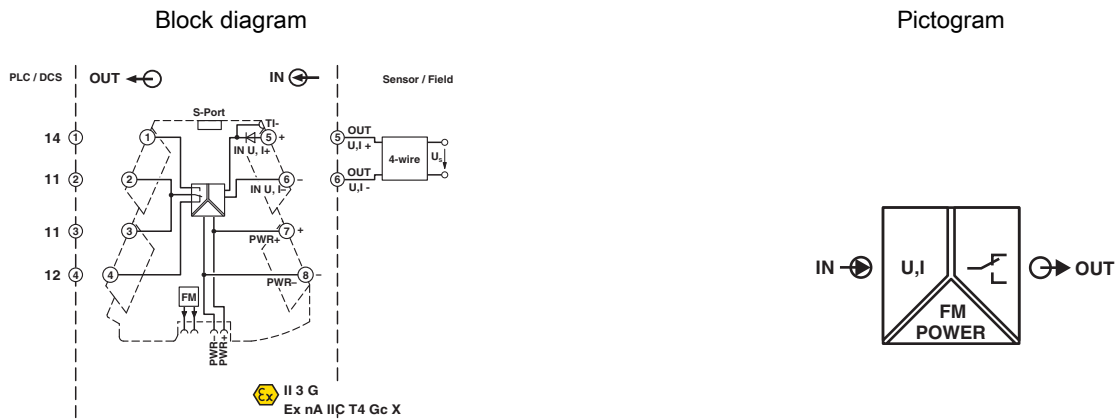 Block diagram
Pictogram
PLC / DCS
OUT
IN
Sensor / Field
S-Port
TI-
14 1
1
5 +
IN U, I+
5
OUT
U,I +
4-wire
Us
11 2
2
6 –
IN U, I–
6
OUT
U,I -
11 3
3
7 +
PWR+
12 4
4
8 –
PWR–
FM
PWR–
PWR+
Ex
II 3 G
Ex nA IIC T4 Gc X
IN
U,I
OUT
FM
POWER